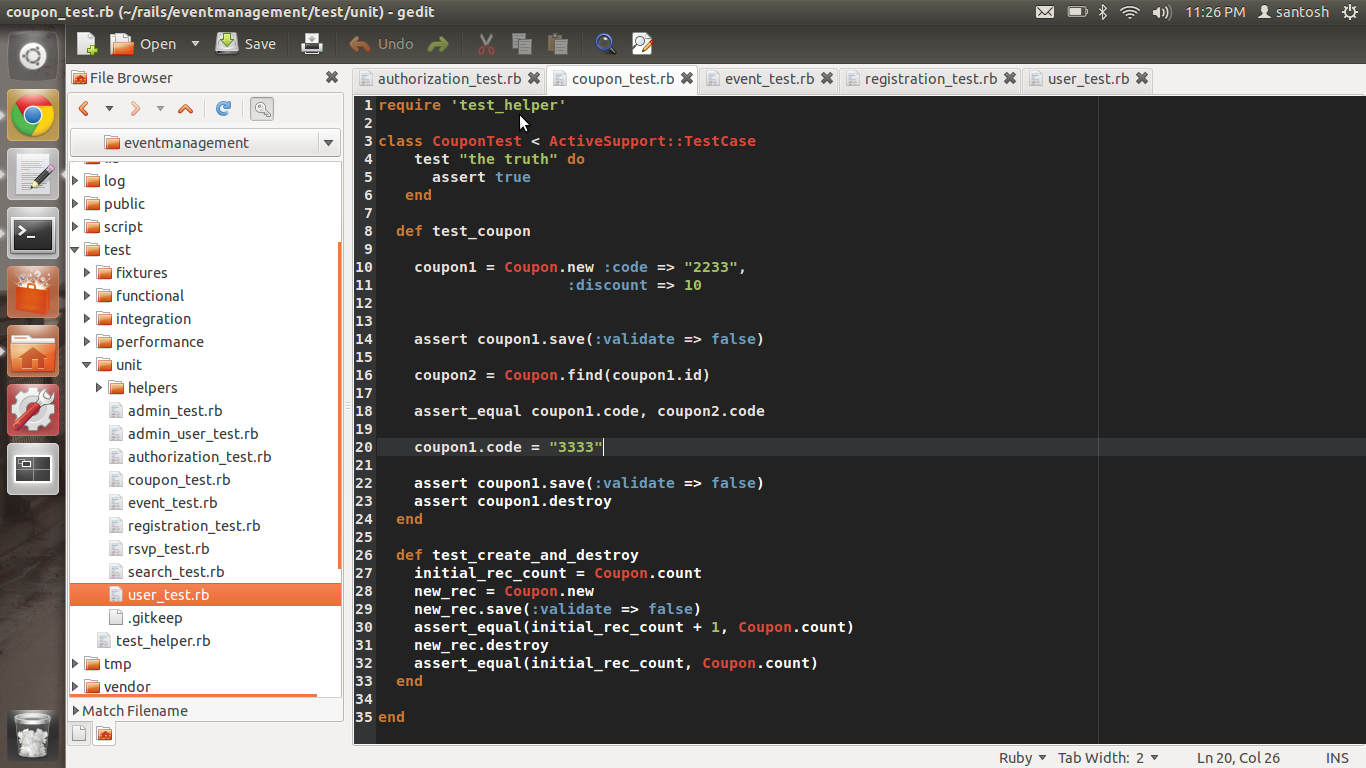 coupon_test.rb (~/rails/eventmanagement/test/unit) - gedit
11:26 PM santosh
Open Save Undo
File Browser
authorization_test.rb coupon_test.rb event_test.rb registration_test.rb user_test.rb
eventmanagement
log
public
script
test
fixtures
functional
integration
performance
unit
helpers
admin_test.rb
admin_user_test.rb
authorization_test.rb
coupon_test.rb
event_test.rb
registration_test.rb
rsvp_test.rb
search_test.rb
user_test.rb
.gitkeep
test_helper.rb
tmp
vendor
Match Filename
1 require 'test_helper'
2
3 class CouponTest < ActiveSupport::TestCase
4     test "the truth" do
5       assert true
6    end
7
8   def test_coupon
9
10     coupon1 = Coupon.new :code => "2233",
11                      :discount => 10
12
13
14     assert coupon1.save(:validate => false)
15
16     coupon2 = Coupon.find(coupon1.id)
17
18     assert_equal coupon1.code, coupon2.code
19
20     coupon1.code = "3333"
21
22     assert coupon1.save(:validate => false)
23     assert coupon1.destroy
24   end
25
26   def test_create_and_destroy
27     initial_rec_count = Coupon.count
28     new_rec = Coupon.new
29     new_rec.save(:validate => false)
30     assert_equal(initial_rec_count + 1, Coupon.count)
31     new_rec.destroy
32     assert_equal(initial_rec_count, Coupon.count)
33   end
34
35 end
Ruby Tab Width: 2 Ln 20, Col 26 INS